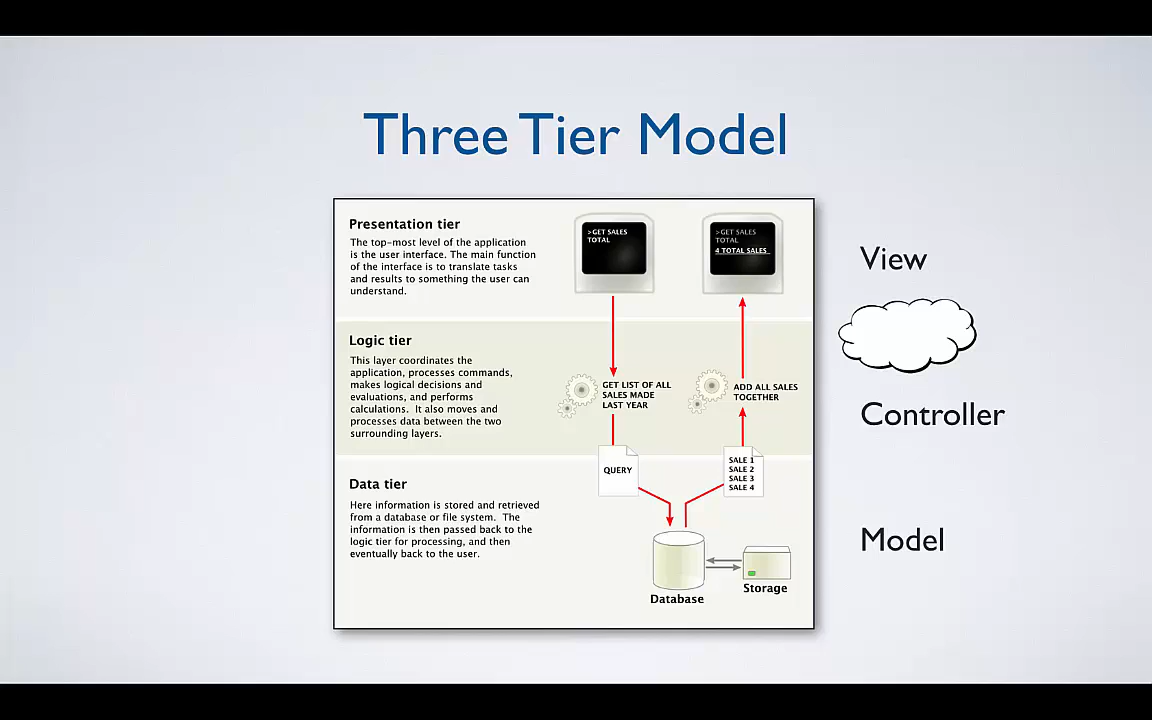 Three Tier Model
Presentation tier
The top-most level of the application
is the user interface. The main function
of the interface is to translate tasks
and results to something the user can
understand.
>GET SALES
TOTAL
>GET SALES
TOTAL
4 TOTAL SALES
View
Logic tier
This layer coordinates the
application, processes commands,
makes logical decisions and
evaluations, and performs
calculations. It also moves and
processes data between the two
surrounding layers.
GET LIST OF ALL
SALES MADE
LAST YEAR
ADD ALL SALES
TOGETHER
Controller
QUERY
SALE 1
SALE 2
SALE 3
SALE 4
Data tier
Here information is stored and retrieved
from a database or file system. The
information is then passed back to the
logic tier for processing, and then
eventually back to the user.
Database
Storage
Model